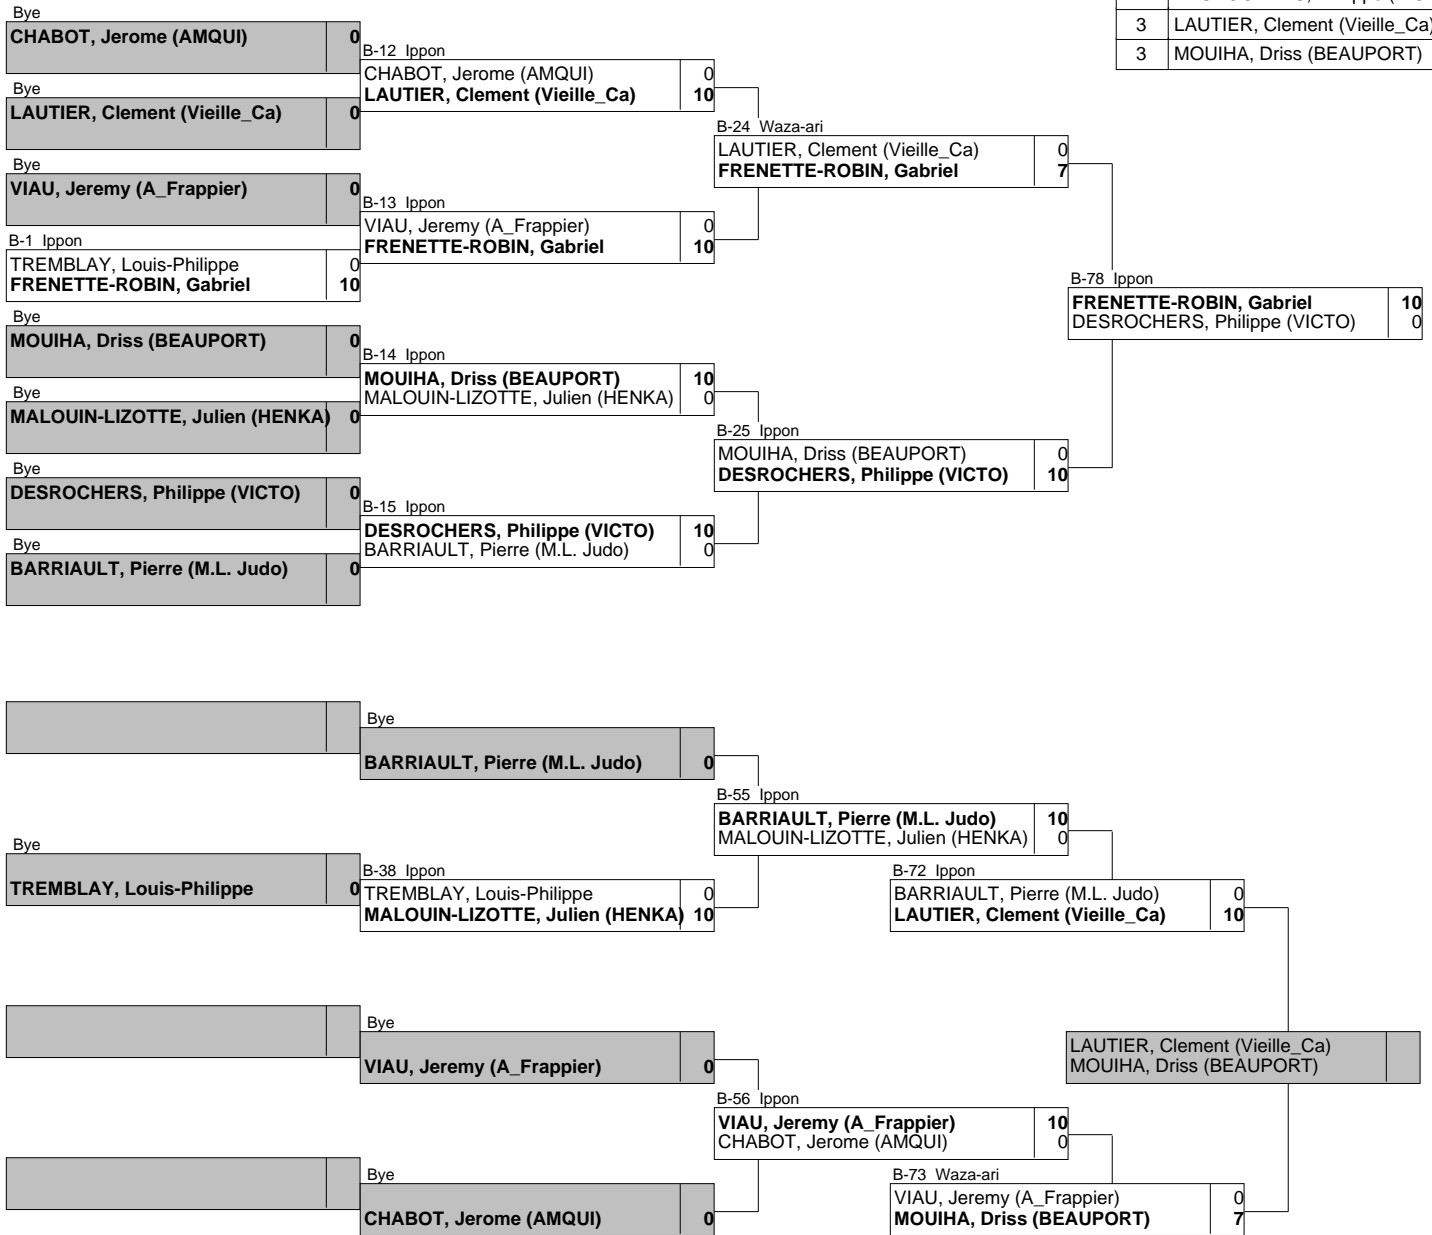 3 LAUTIER, Clement (Vieille_Ca)
3 MOUIHA, Driss (BEAUPORT)
Bye
CHABOT, Jerome (AMQUI) 0
Bye
LAUTIER, Clement (Vieille_Ca) 0
Bye
VIAU, Jeremy (A_Frappier) 0
B-1 Ippon
TREMBLAY, Louis-Philippe 0
FRENETTE-ROBIN, Gabriel 10
Bye
MOUIHA, Driss (BEAUPORT) 0
Bye
MALOUIN-LIZOTTE, Julien (HENKA) 0
Bye
DESROCHERS, Philippe (VICTO) 0
Bye
BARRIAULT, Pierre (M.L. Judo) 0
B-12 Ippon
CHABOT, Jerome (AMQUI) 0
LAUTIER, Clement (Vieille_Ca) 10
B-13 Ippon
VIAU, Jeremy (A_Frappier) 0
FRENETTE-ROBIN, Gabriel 10
B-14 Ippon
MOUIHA, Driss (BEAUPORT) 10
MALOUIN-LIZOTTE, Julien (HENKA) 0
B-15 Ippon
DESROCHERS, Philippe (VICTO) 10
BARRIAULT, Pierre (M.L. Judo) 0
B-24 Waza-ari
LAUTIER, Clement (Vieille_Ca) 0
FRENETTE-ROBIN, Gabriel 7
B-25 Ippon
MOUIHA, Driss (BEAUPORT) 0
DESROCHERS, Philippe (VICTO) 10
B-78 Ippon
FRENETTE-ROBIN, Gabriel 10
DESROCHERS, Philippe (VICTO) 0
Bye
TREMBLAY, Louis-Philippe 0
Bye
BARRIAULT, Pierre (M.L. Judo) 0
B-38 Ippon
TREMBLAY, Louis-Philippe 0
MALOUIN-LIZOTTE, Julien (HENKA) 10
Bye
VIAU, Jeremy (A_Frappier) 0
Bye
CHABOT, Jerome (AMQUI) 0
B-55 Ippon
BARRIAULT, Pierre (M.L. Judo) 10
MALOUIN-LIZOTTE, Julien (HENKA) 0
B-56 Ippon
VIAU, Jeremy (A_Frappier) 10
CHABOT, Jerome (AMQUI) 0
B-72 Ippon
BARRIAULT, Pierre (M.L. Judo) 0
LAUTIER, Clement (Vieille_Ca) 10
B-73 Waza-ari
VIAU, Jeremy (A_Frappier) 0
MOUIHA, Driss (BEAUPORT) 7
LAUTIER, Clement (Vieille_Ca)
MOUIHA, Driss (BEAUPORT)